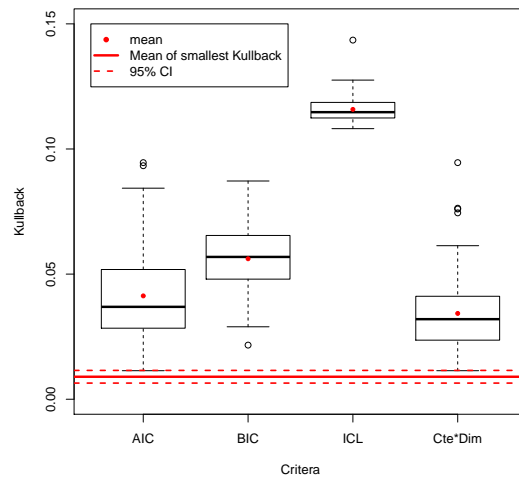 0.15
mean
Mean of smallest Kullback
95% CI
0.10
Kullback
0.05
0.00
AIC BIC ICL Cte*Dim
Critera